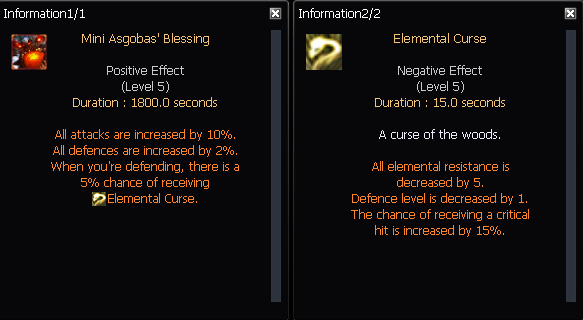 Information1/1
Mini Asgobas' Blessing
Positive Effect
(Level 5)
Duration : 1800.0 seconds
All attacks are increased by 10%.
All defences are increased by 2%.
When you're defending, there is a
5% chance of receiving
Elemental Curse.
Information2/2
Elemental Curse
Negative Effect
(Level 5)
Duration : 15.0 seconds
A curse of the woods.
All elemental resistance is
decreased by 5.
Defence level is decreased by 1.
The chance of receiving a critical
hit is increased by 15%.